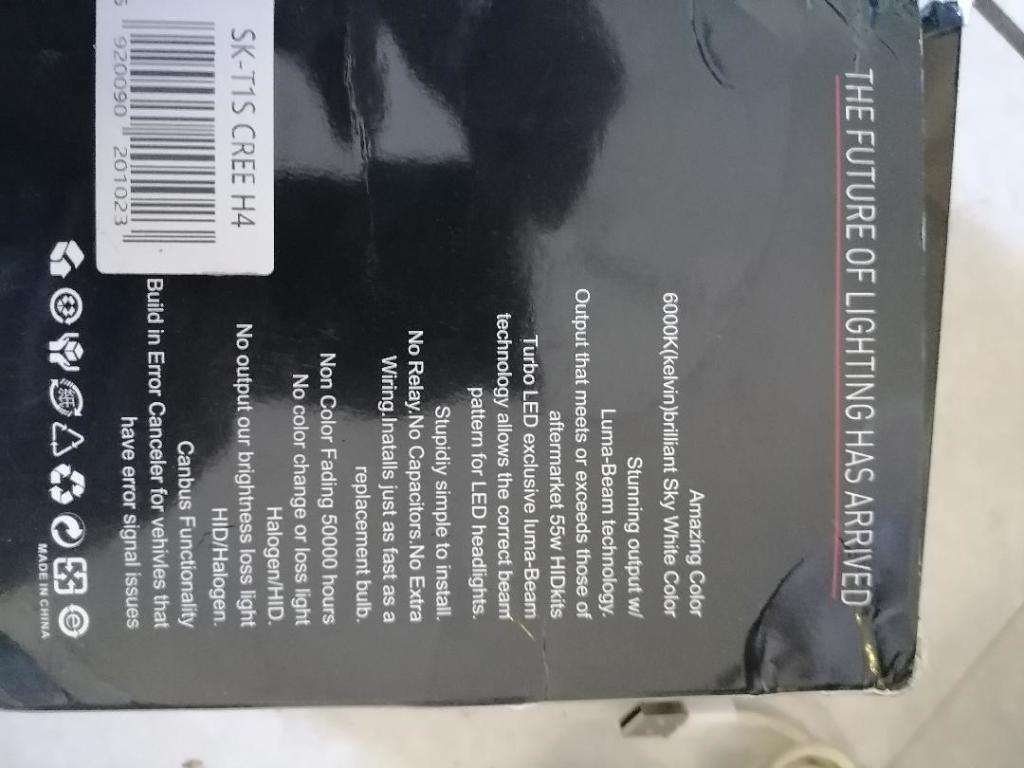 THE FUTURE OF LIGHTING HAS ARRIVED
Amazing Color
6000K(kelvin)brilliant Sky White Color
Stunning output w/
Luma-Beam technology.
Output that meets or exceeds those of
aftermarket 55w HIDkits
Turbo LED exclusive luma-Beam
technology allows the correct beam
pattern for LED headlights.
Stupidiy simple to install.
No Relay.No Capacitors.No Extra
Wiring.Inatalls just as fast as a
replacement bulb.
Non Color Fading 50000 hours
No color change or loss light
Halogen/HID.
No output our brightness loss light
HID/Halogen.
Canbus Functionality
Build in Error Canceler for vehivles that
have error signal issues
SK-T1S CREE H4
920090 201023
MADE IN CHINA